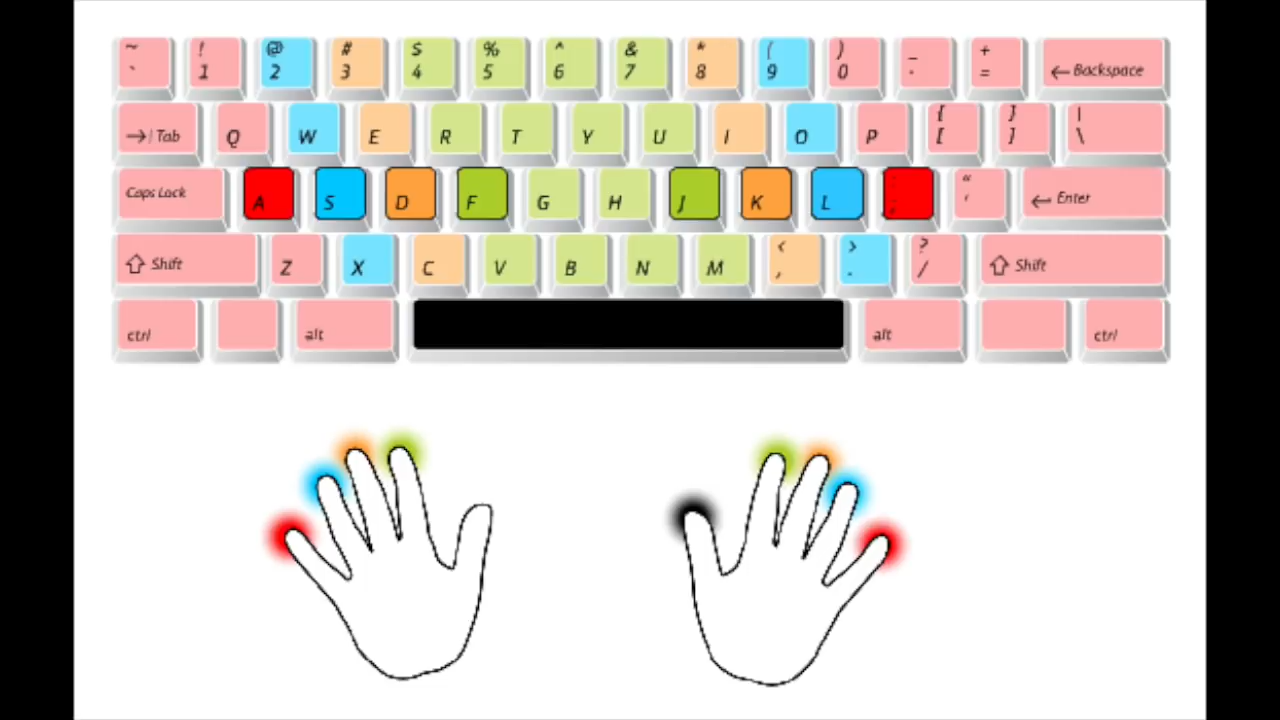 ~ ! @ # $ % ^ & * ( ) _ +
` 1 2 3 4 5 6 7 8 9 0 - = ← Backspace
→| Tab Q W E R T Y U I O P { [ } ] | \
Caps Lock A S D F G H J K L : ; “ ‘ ← Enter
⇧ Shift Z X C V B N M < , > . ? / ⇧ Shift
ctrl alt alt ctrl